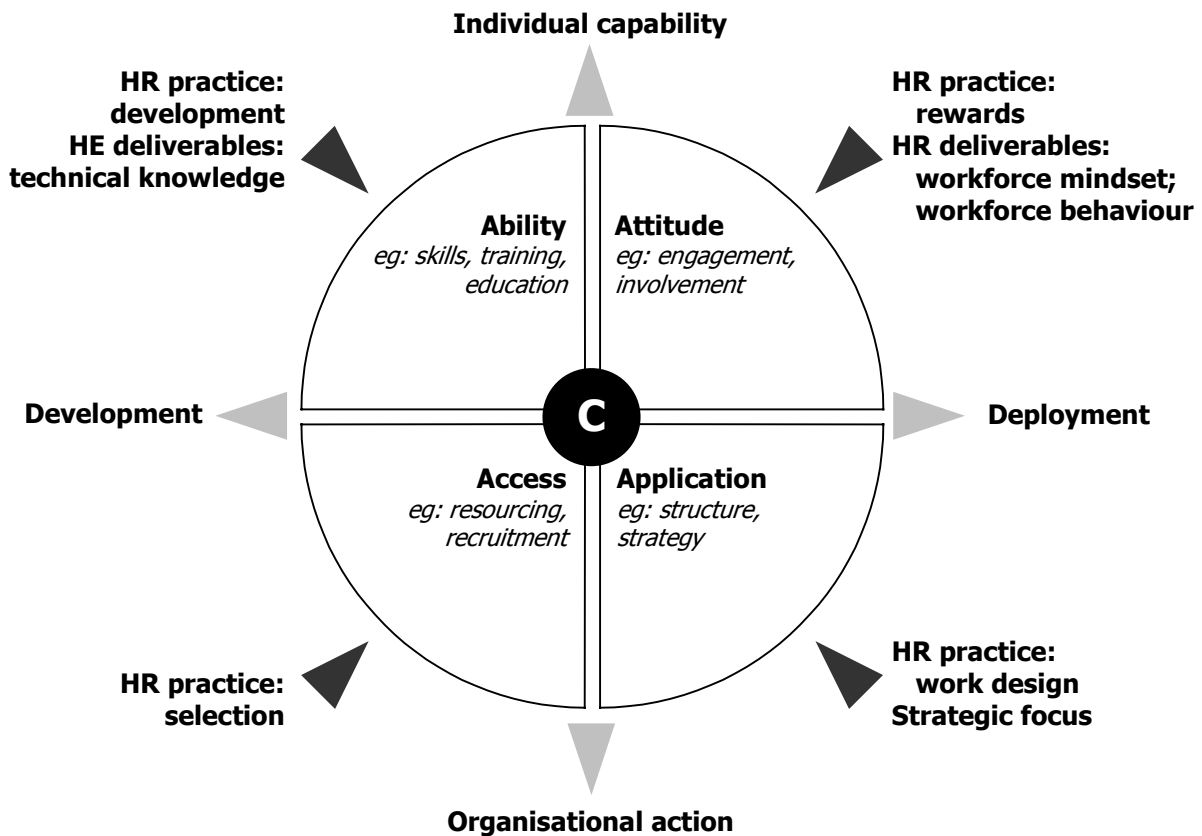 Individual capability
HR practice:
development
HE deliverables:
technical knowledge
HR practice:
rewards
HR deliverables:
workforce mindset;
workforce behaviour
Ability
eg: skills, training,
education
Attitude
eg: engagement,
involvement
Development
C
Deployment
Access
eg: resourcing,
recruitment
Application
eg: structure,
strategy
HR practice:
selection
HR practice:
work design
Strategic focus
Organisational action